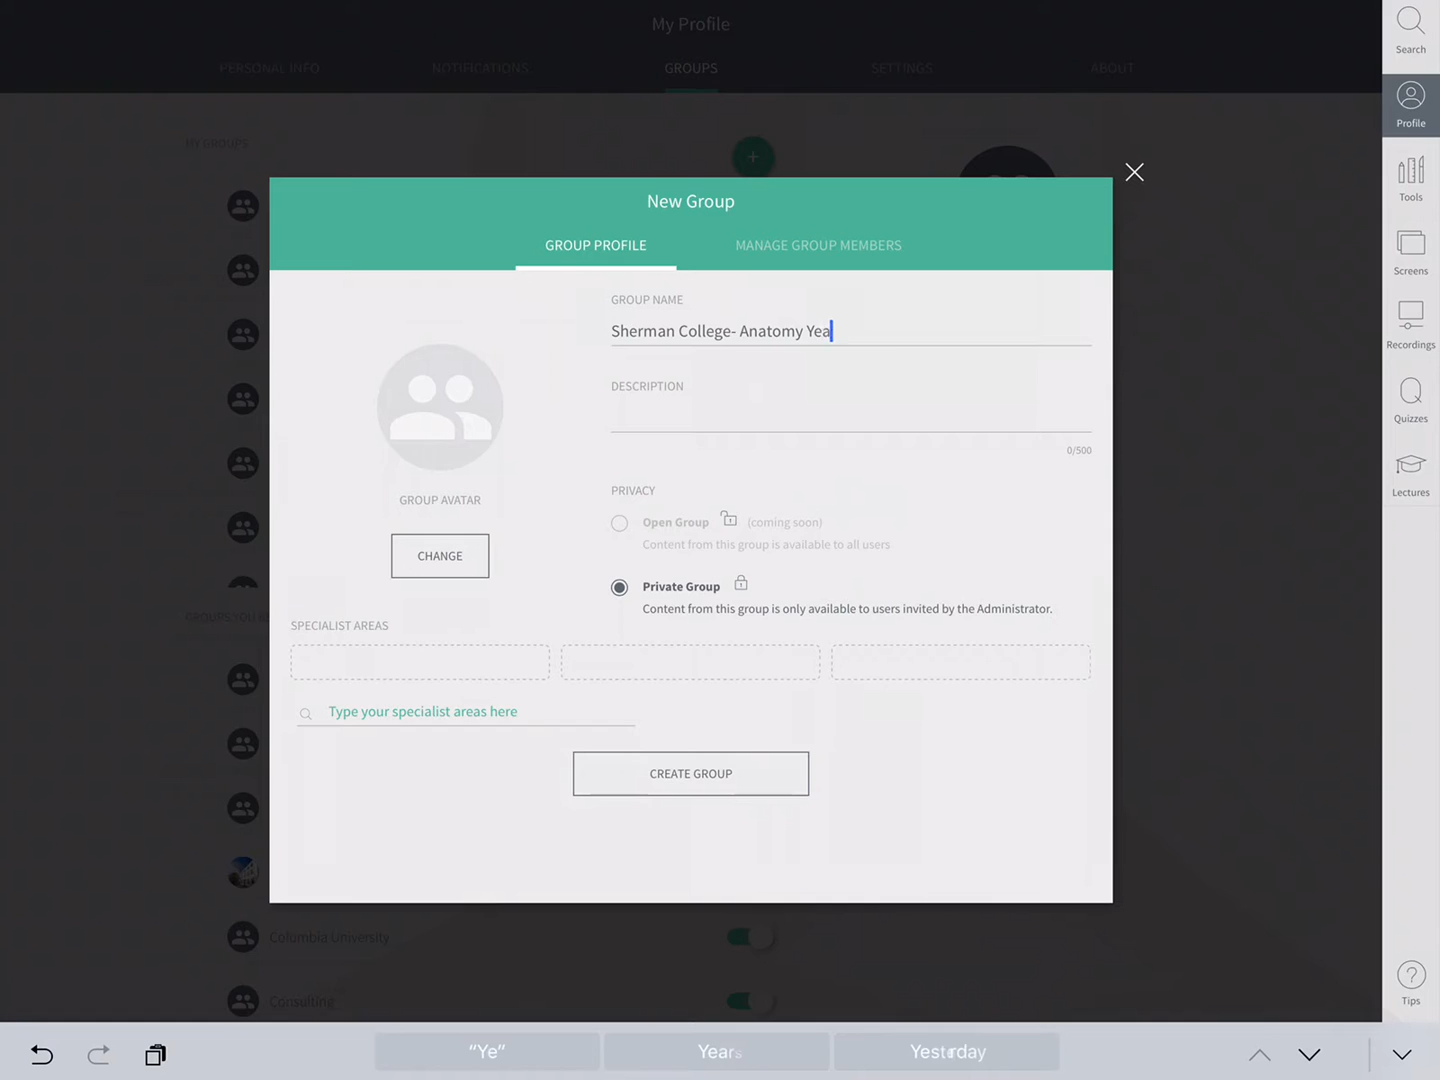 My Profile
PERSONAL INFO
NOTIFICATIONS
GROUPS
SETTINGS
ABOUT
MY GROUPS
New Group
GROUP PROFILE
MANAGE GROUP MEMBERS
GROUP NAME
Sherman College- Anatomy Yea
DESCRIPTION
0/500
GROUP AVATAR
CHANGE
PRIVACY
Open Group (coming soon)
Content from this group is available to all users
Private Group
Content from this group is only available to users invited by the Administrator.
SPECIALIST AREAS
Type your specialist areas here
CREATE GROUP
GROUPS
Columbia University
Consulting
Search
Profile
Tools
Screens
Recordings
Quizzes
Lectures
Tips
“Ye”
Years
Yesterday